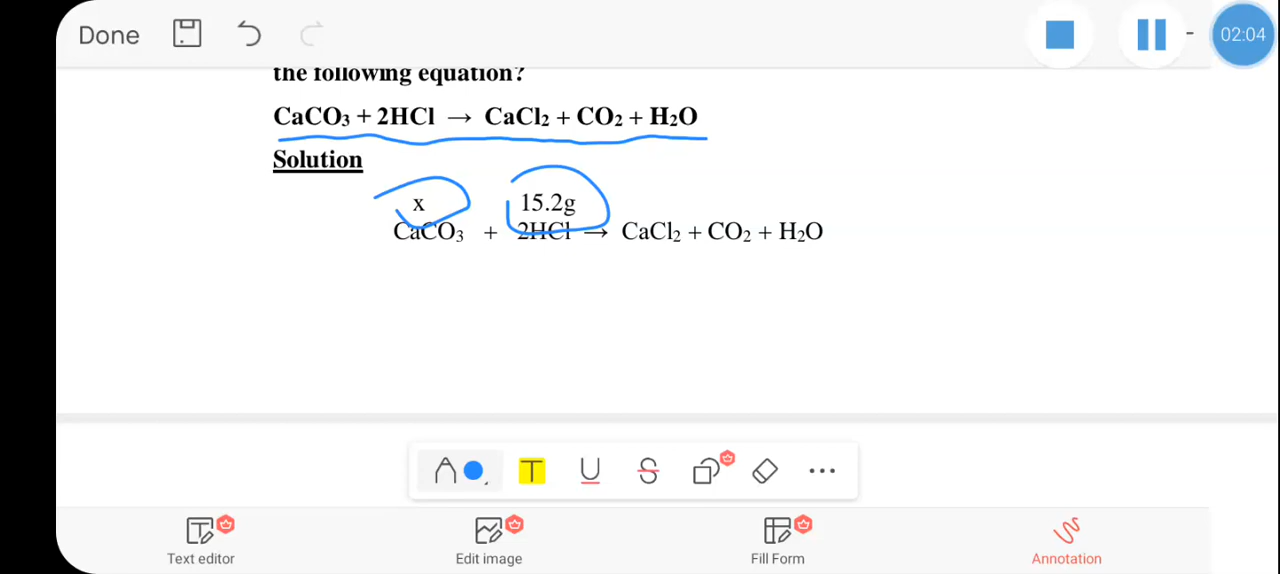 Done
02:04
the following equation?
CaCO₃ + 2HCl → CaCl₂ + CO₂ + H₂O
Solution
x 15.2g
CaCO₃ + 2HCl → CaCl₂ + CO₂ + H₂O
T U S
Text editor Edit image Fill Form Annotation